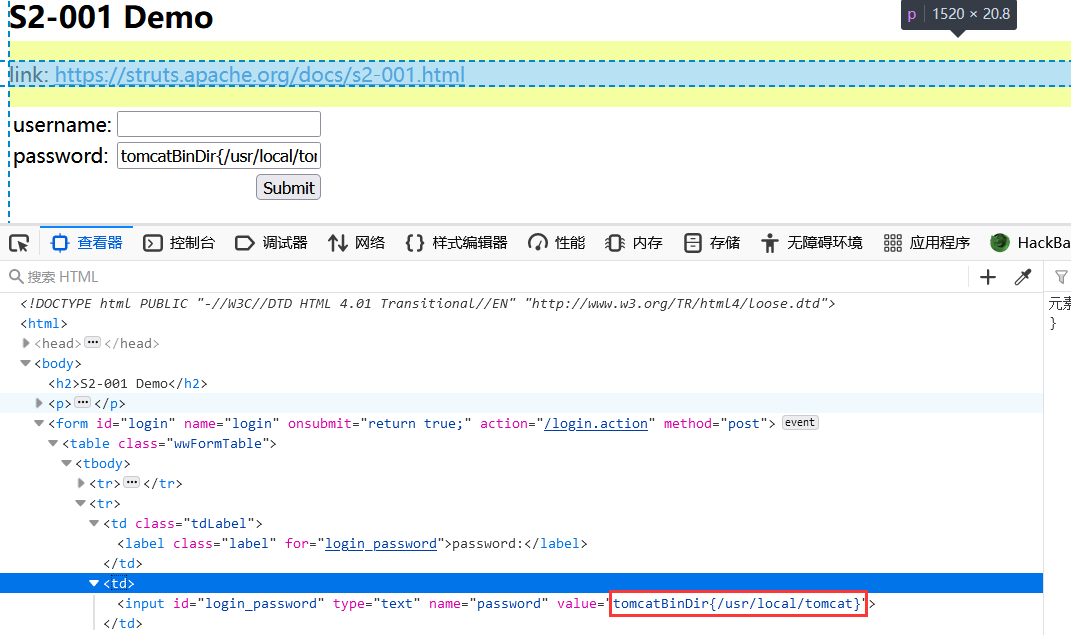 S2-001 Demo
p 1520 × 20.8
link: https://struts.apache.org/docs/s2-001.html
username:
password: tomcatBinDir{/usr/local/tor
Submit
查看器 控制台 调试器 网络 样式编辑器 性能 内存 存储 无障碍环境 应用程序 HackBa
搜索 HTML
<!DOCTYPE html PUBLIC "-//W3C//DTD HTML 4.01 Transitional//EN" "http://www.w3.org/TR/html4/loose.dtd">
元素
<html>
}
<head> ··· </head>
<body>
<h2>S2-001 Demo</h2>
<p> ··· </p>
<form id="login" name="login" onsubmit="return true;" action="/login.action" method="post"> event
<table class="wwFormTable">
<tbody>
<tr> ··· </tr>
<tr>
<td class="tdLabel">
<label class="label" for="login_password">password:</label>
</td>
<td>
<input id="login_password" type="text" name="password" value="tomcatBinDir{/usr/local/tomcat}">
</td>